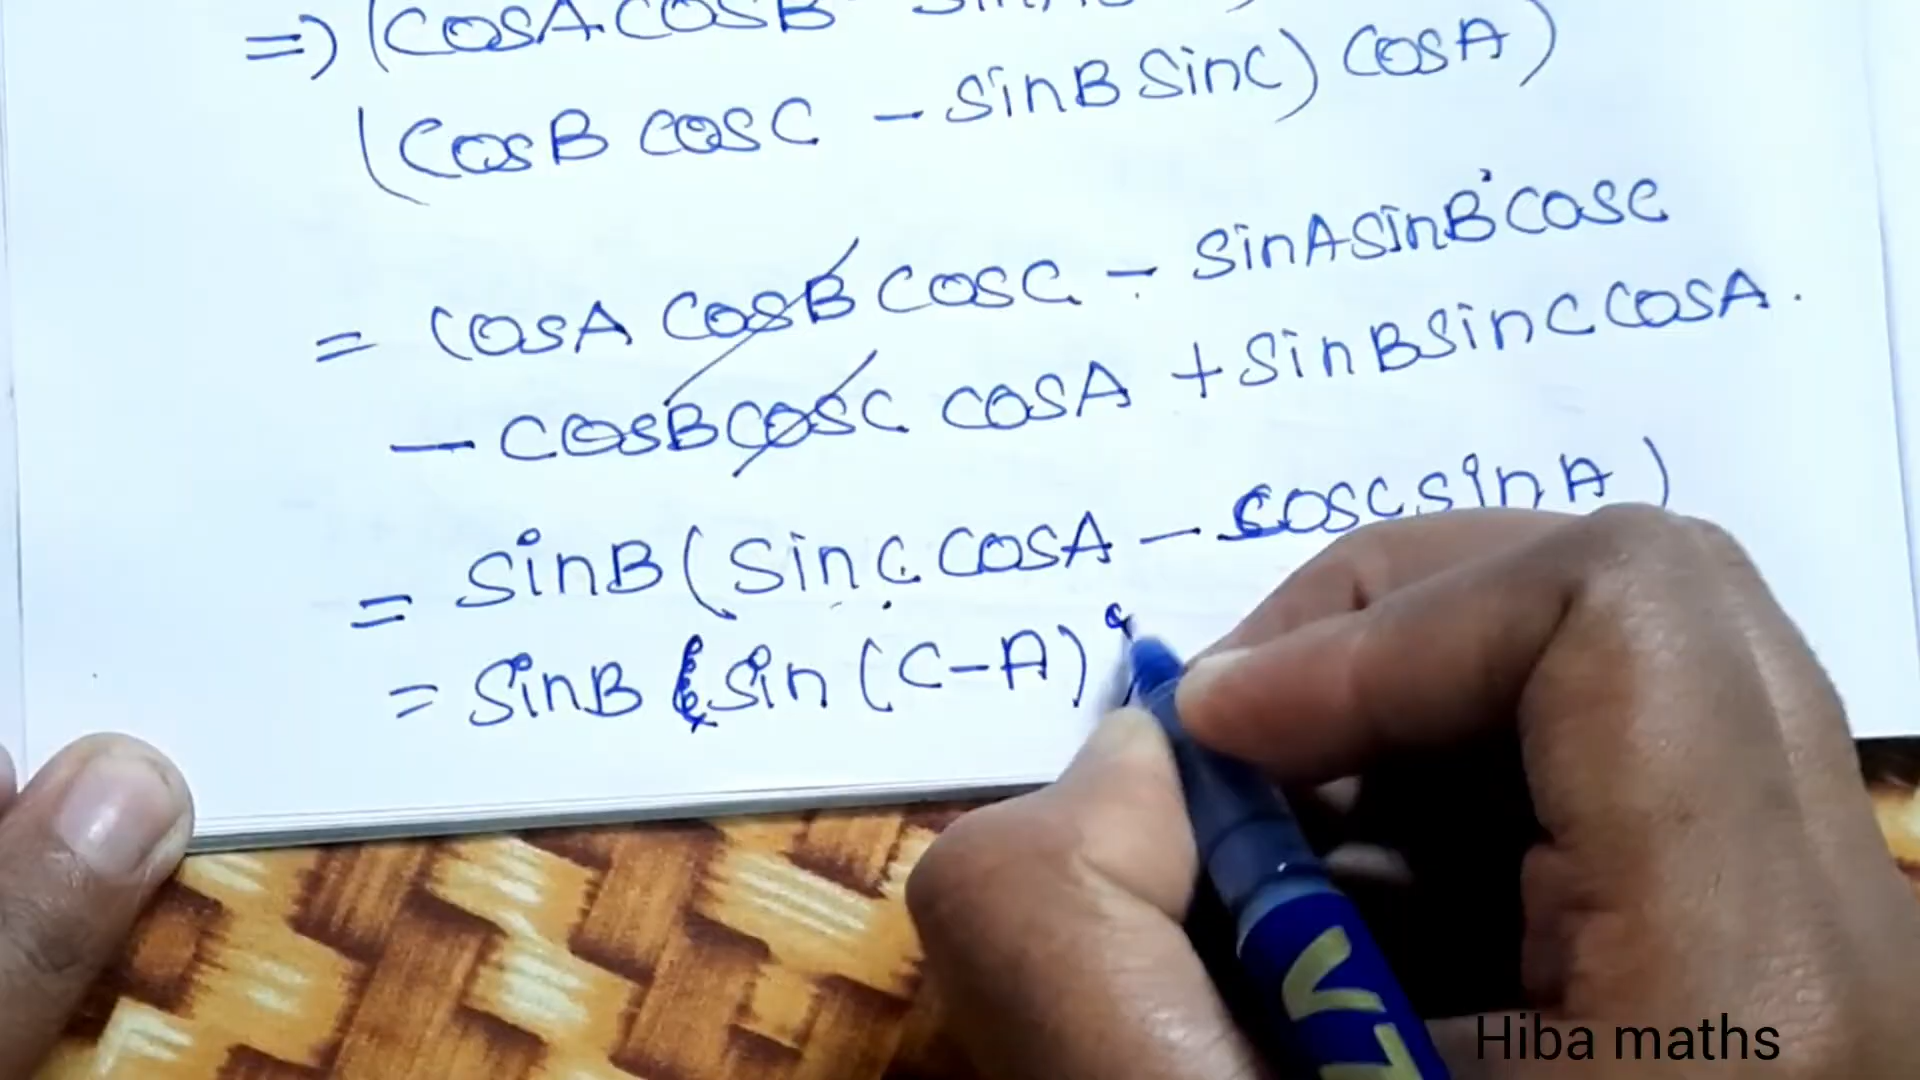 =) (cosA.cosB
(cosB cosC - sinB sinC) cosA)
= cosA cosB cosC - sinA sinB cosC
- cosB cosC cosA + sinB sinC cosA.
= sinB (sinC cosA - cosC sinA)
= sinB sin (C-A)
V7
Hiba maths